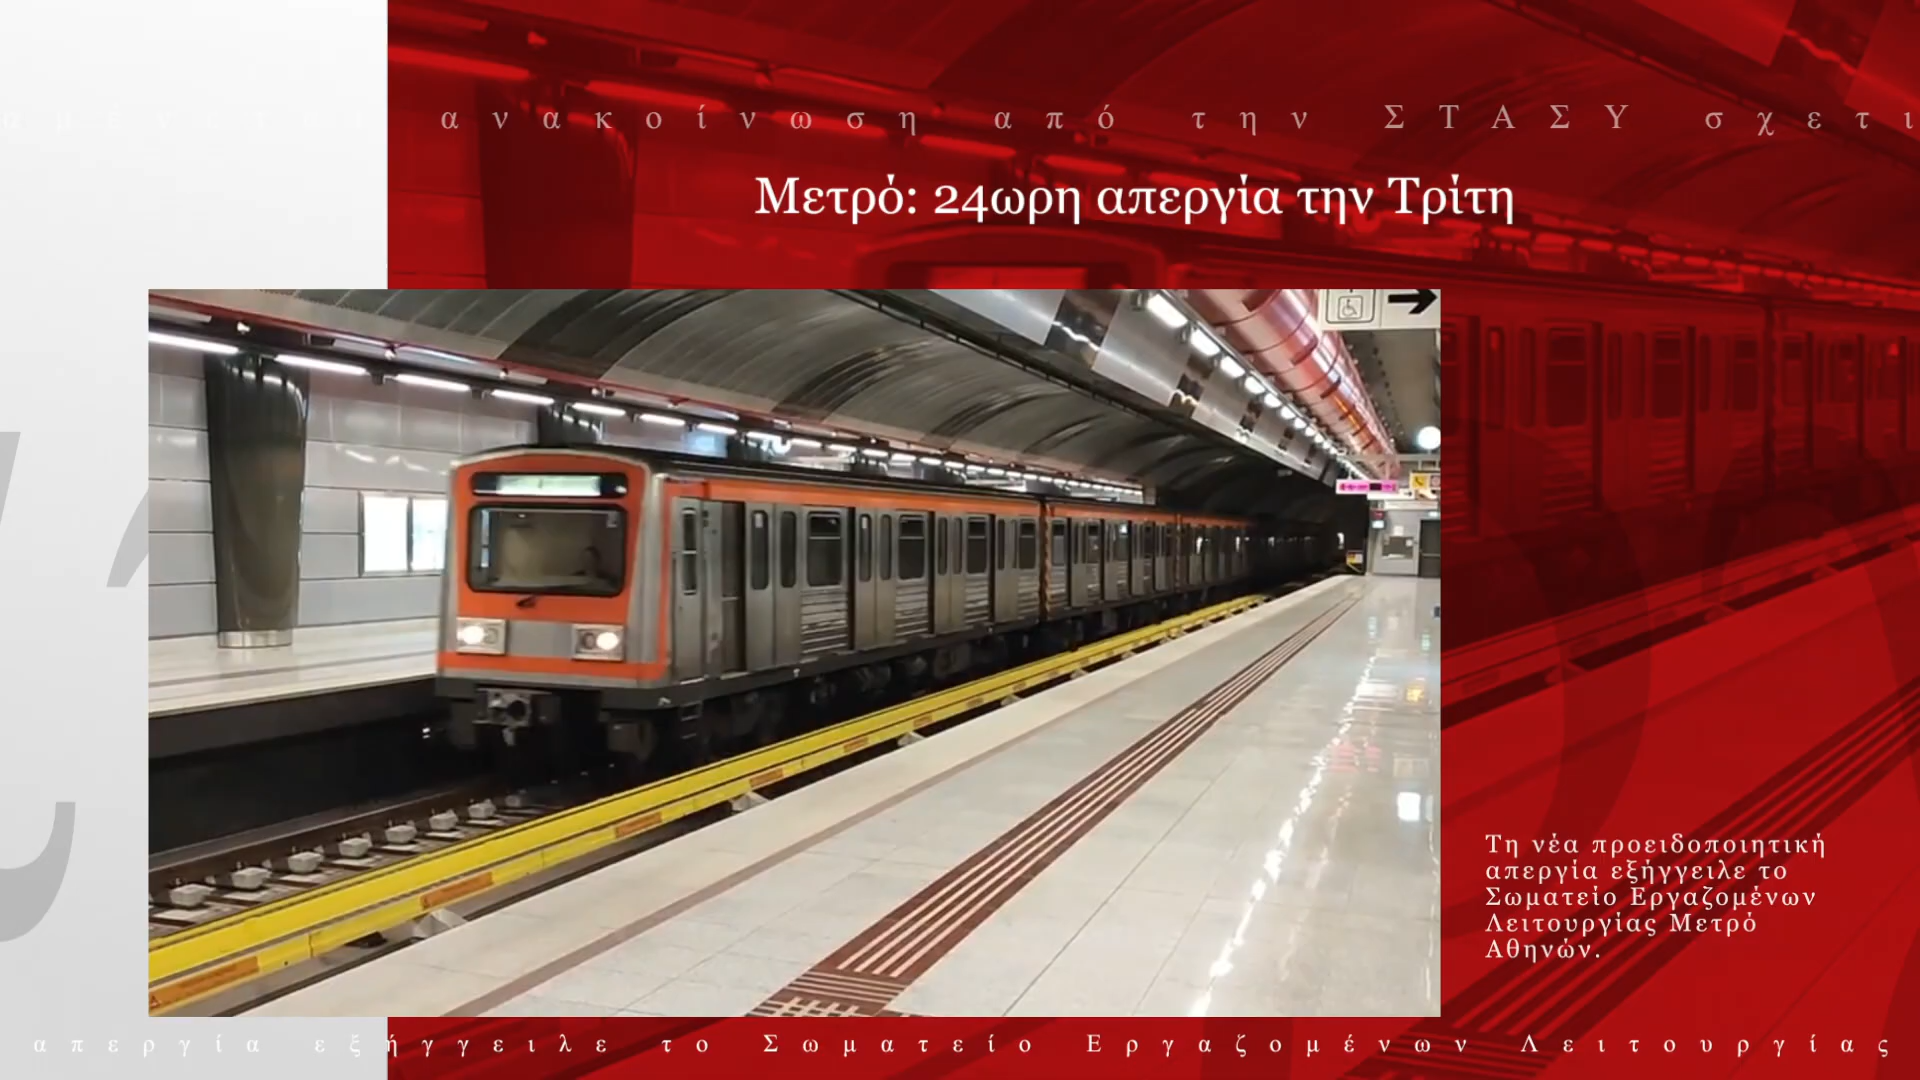 αμένεται ανακοίνωση από την ΣΤΑΣΥ σχετι
Μετρό: 24ωρη απεργία την Τρίτη
Τη νέα προειδοποιητική
απεργία εξήγγειλε το
Σωματείο Εργαζομένων
Λειτουργίας Μετρό
Αθηνών.
απεργία εξήγγειλε το Σωματείο Εργαζομένων Λειτουργίας